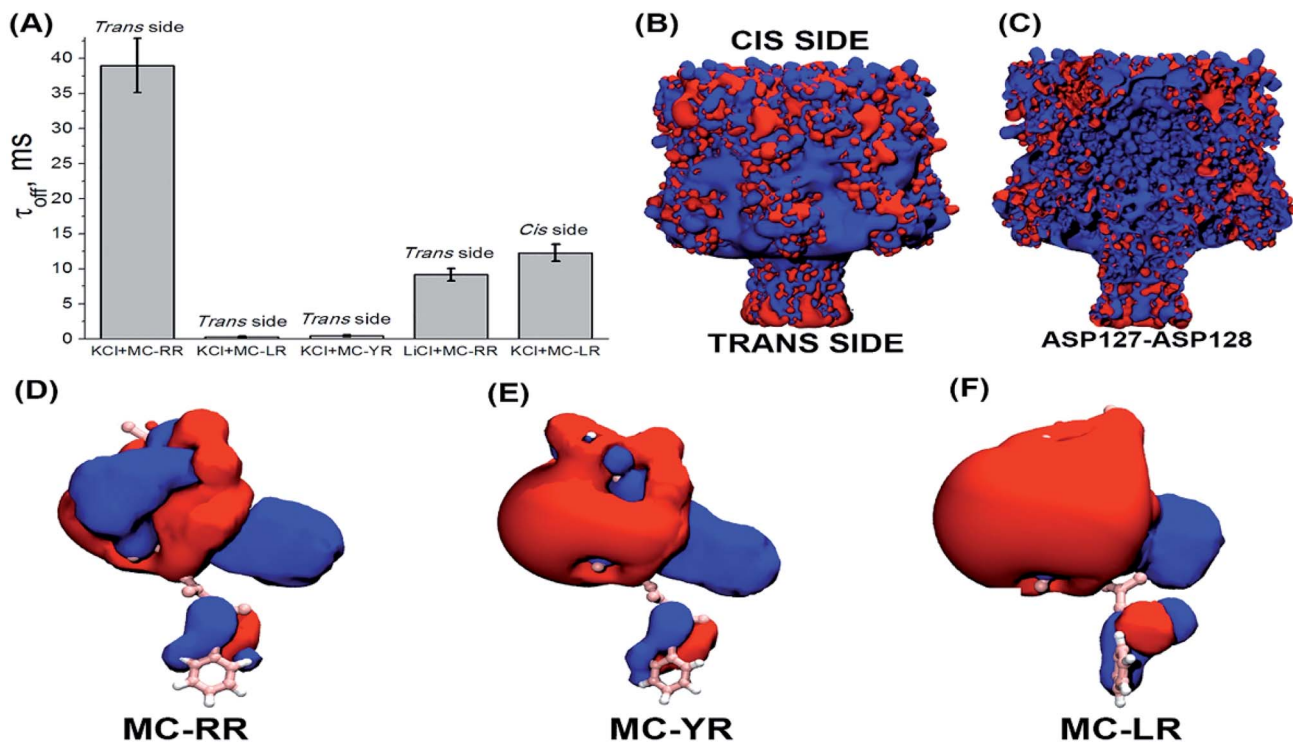 (A)
τoff, ms
40
35
30
25
20
15
10
5
0
Trans side
Trans side
Trans side
Trans side
Cis side
KCl+MC-RR
KCl+MC-LR
KCl+MC-YR
LiCl+MC-RR
KCl+MC-LR
(B)
CIS SIDE
TRANS SIDE
(C)
ASP127-ASP128
(D)
MC-RR
(E)
MC-YR
(F)
MC-LR